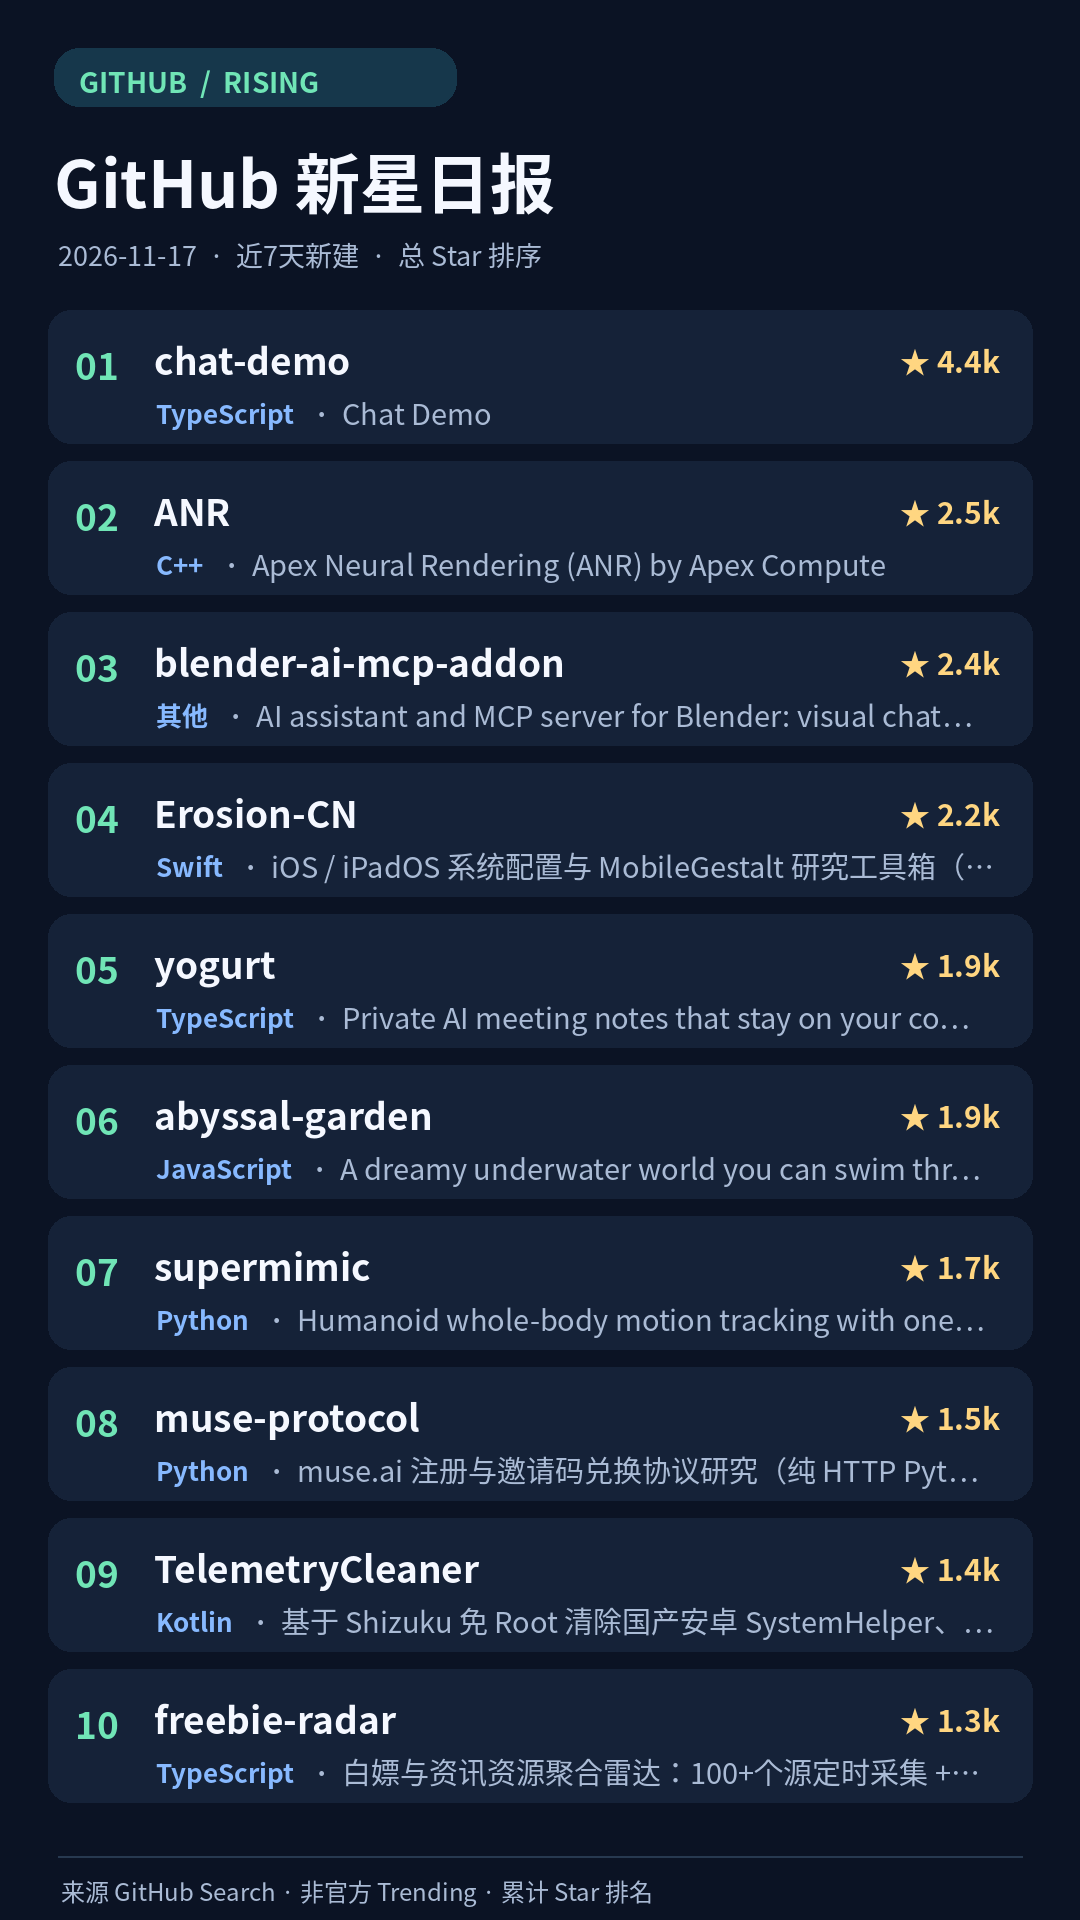 GITHUB / RISING
GitHub 新星日报
2026-11-17 · 近7天新建 · 总 Star 排序
01 chat-demo ★ 4.4k
TypeScript · Chat Demo
02 ANR ★ 2.5k
C++ · Apex Neural Rendering (ANR) by Apex Compute
03 blender-ai-mcp-addon ★ 2.4k
其他 · AI assistant and MCP server for Blender: visual chat…
04 Erosion-CN ★ 2.2k
Swift · iOS / iPadOS 系统配置与 MobileGestalt 研究工具箱（…
05 yogurt ★ 1.9k
TypeScript · Private AI meeting notes that stay on your co…
06 abyssal-garden ★ 1.9k
JavaScript · A dreamy underwater world you can swim thr…
07 supermimic ★ 1.7k
Python · Humanoid whole-body motion tracking with one…
08 muse-protocol ★ 1.5k
Python · muse.ai 注册与邀请码兑换协议研究（纯 HTTP Pyt…
09 TelemetryCleaner ★ 1.4k
Kotlin · 基于 Shizuku 免 Root 清除国产安卓 SystemHelper、…
10 freebie-radar ★ 1.3k
TypeScript · 白嫖与资讯资源聚合雷达：100+个源定时采集 +…
来源 GitHub Search · 非官方 Trending · 累计 Star 排名